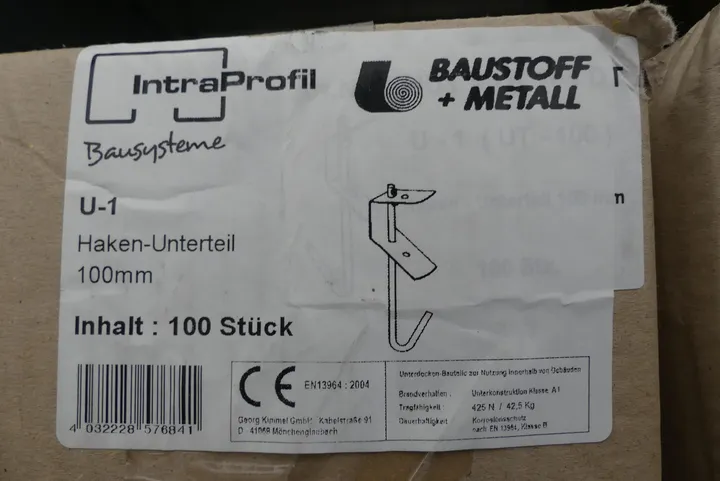 IntraProfil
Bausysteme
BAUSTOFF
+ METALL
U-1
Haken-Unterteil
100mm
Inhalt : 100 Stück
4 032228 576841
CE EN13964 : 2004
Georg Kimmel GmbH · Kabelstraße 91
D - 41069 Mönchengladbach
Unterdecken-Bauteile zur Nutzung innerhalb von Gebäuden
Brandverhalten : Unterkonstruktion Klasse A1
Tragfähigkeit : 425 N / 42,5 Kg
Dauerhaftigkeit : Korrosionsschutz
nach EN 13964, Klasse B